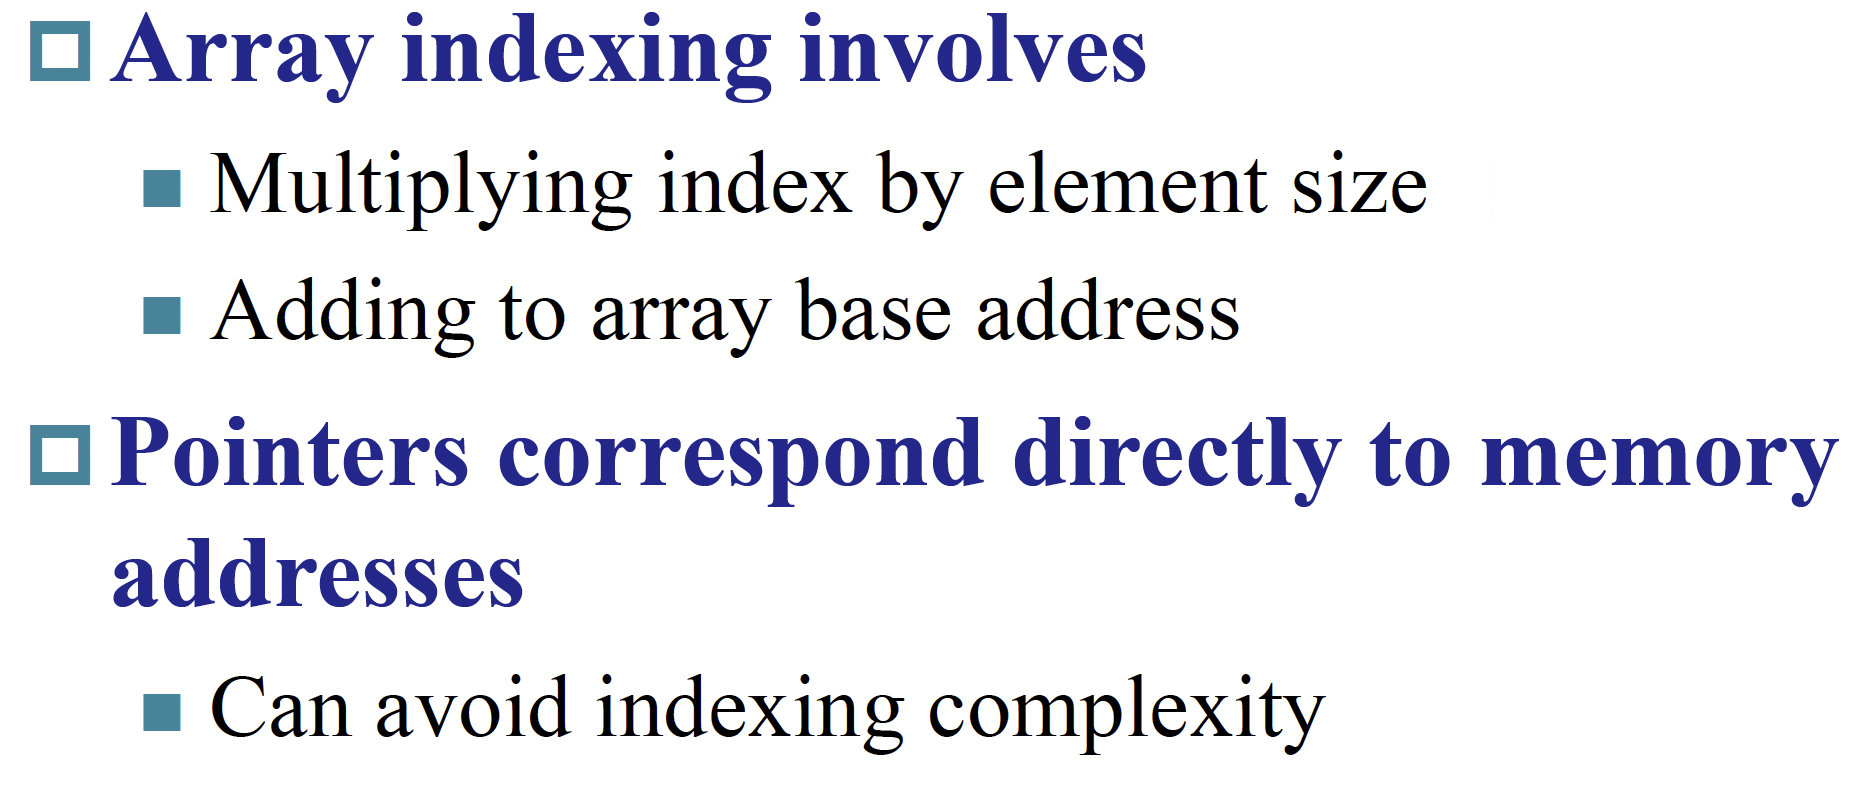 Array indexing involves
Multiplying index by element size
Adding to array base address
Pointers correspond directly to memory
addresses
Can avoid indexing complexity